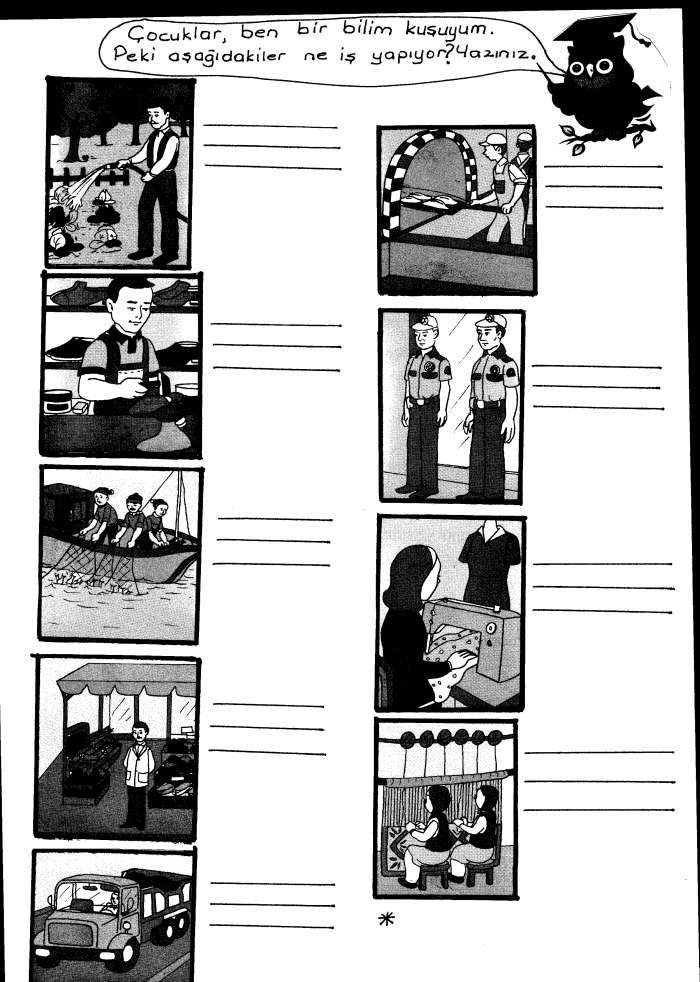 Çocuklar, ben bir bilim kuşuyum.
Peki aşağıdakiler ne iş yapıyor? Yazınız.